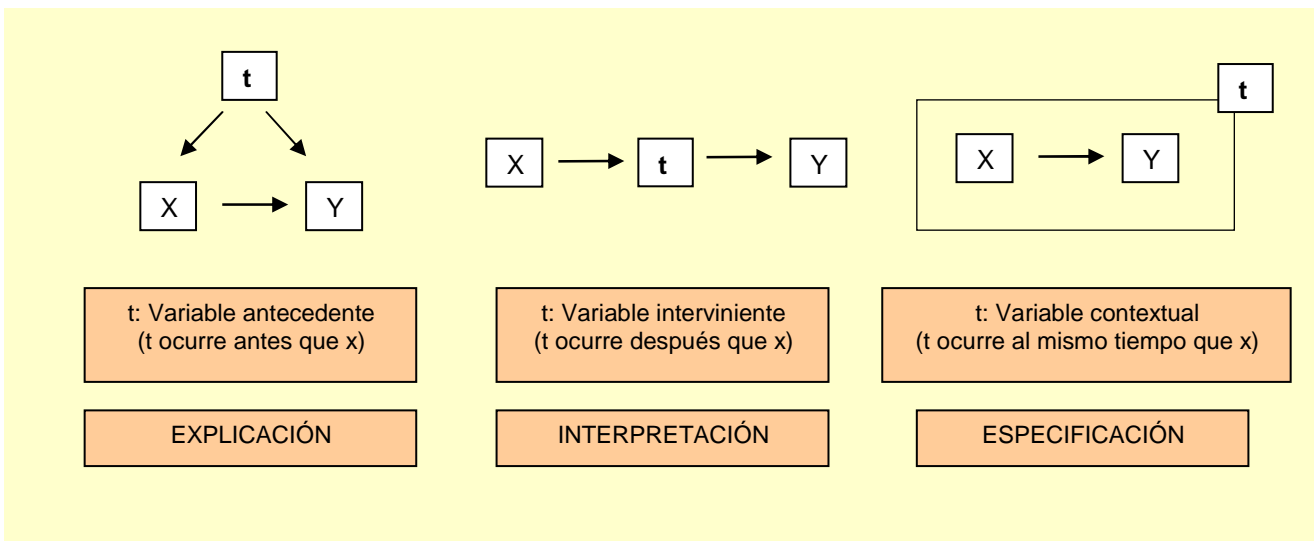 t
X
Y
X
t
Y
t
X
Y
t: Variable antecedente
(t ocurre antes que x)
t: Variable interviniente
(t ocurre después que x)
t: Variable contextual
(t ocurre al mismo tiempo que x)
EXPLICACIÓN
INTERPRETACIÓN
ESPECIFICACIÓN